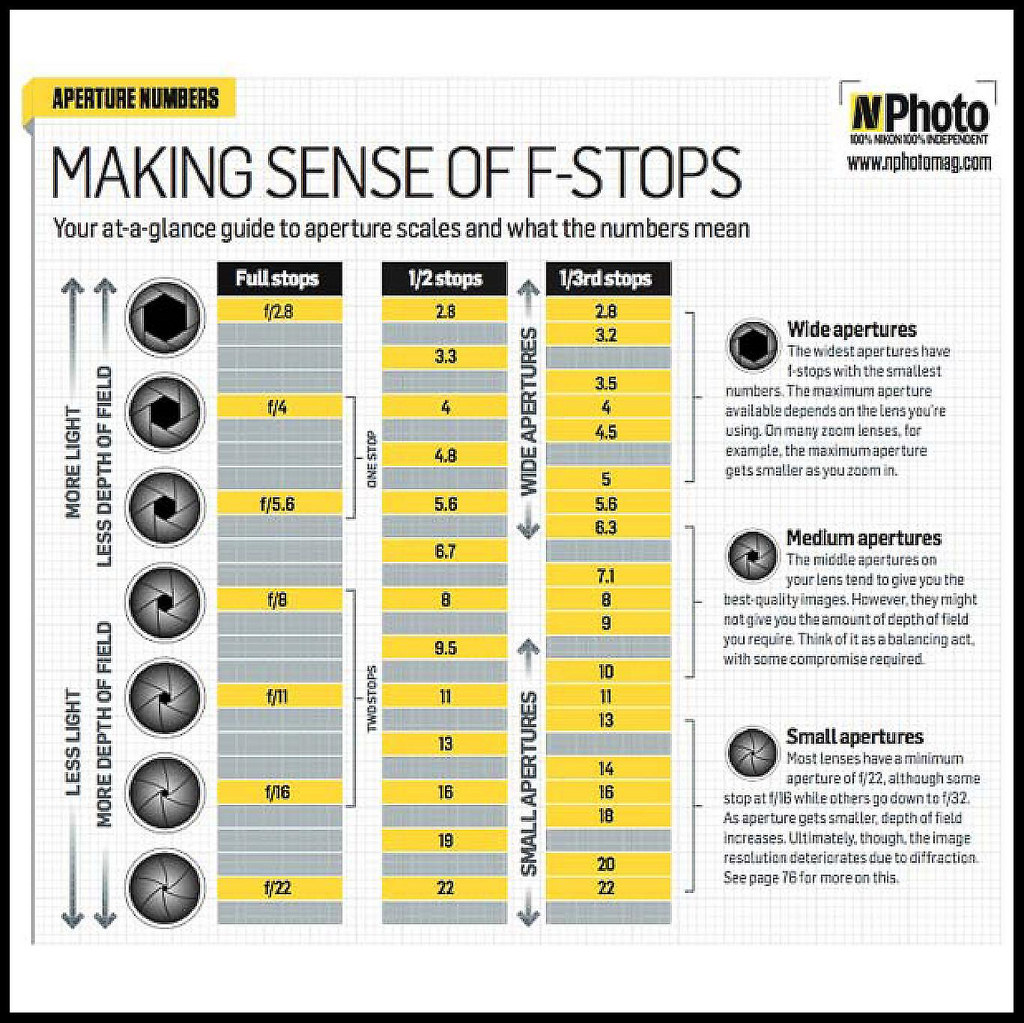 APERTURE NUMBERS
NPhoto
100% NIKON 100% INDEPENDENT
www.nphotomag.com
MAKING SENSE OF F-STOPS
Your at-a-glance guide to aperture scales and what the numbers mean
MORE LIGHT
LESS DEPTH OF FIELD
LESS LIGHT
MORE DEPTH OF FIELD
Full stops
f/2.8
f/4
f/5.6
f/8
f/11
f/16
f/22
ONE STOP
TWO STOPS
1/2 stops
2.8
3.3
4
4.8
5.6
6.7
8
9.5
11
13
16
19
22
WIDE APERTURES
SMALL APERTURES
1/3rd stops
2.8
3.2
3.5
4
4.5
5
5.6
6.3
7.1
8
9
10
11
13
14
16
18
20
22
Wide apertures
The widest apertures have
f-stops with the smallest
numbers. The maximum aperture
available depends on the lens you're
using. On many zoom lenses, for
example, the maximum aperture
gets smaller as you zoom in.
Medium apertures
The middle apertures on
your lens tend to give you the
best-quality images. However, they might
not give you the amount of depth of field
you require. Think of it as a balancing act,
with some compromise required.
Small apertures
Most lenses have a minimum
aperture of f/22, although some
stop at f/16 while others go down to f/32.
As aperture gets smaller, depth of field
increases. Ultimately, though, the image
resolution deteriorates due to diffraction.
See page 76 for more on this.